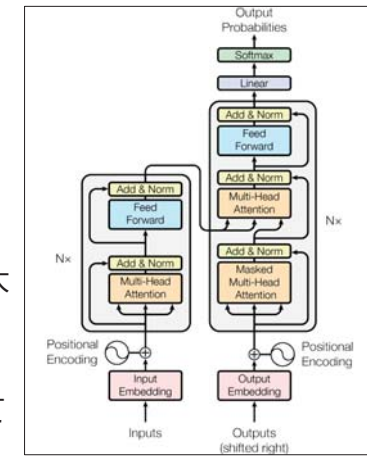 Output
Probabilities
Softmax
Linear
Add & Norm
Feed
Forward
Add & Norm
Multi-Head
Attention
Nx
Add & Norm
Masked
Multi-Head
Attention
Positional
Encoding
Output
Embedding
Outputs
(shifted right)
Add & Norm
Feed
Forward
Nx
Add & Norm
Multi-Head
Attention
Positional
Encoding
Input
Embedding
Inputs